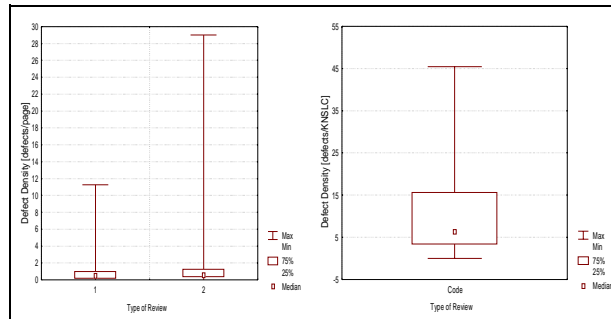 Defect Density [defects/page]
30
28
26
24
22
20
18
16
14
12
10
8
6
4
2
0
1
2
Type of Review
Max
Min
75%
25%
Median
Defect Density [defects/KNSLC]
55
45
35
25
15
5
-5
Code
Type of Review
Max
Min
75%
25%
Median